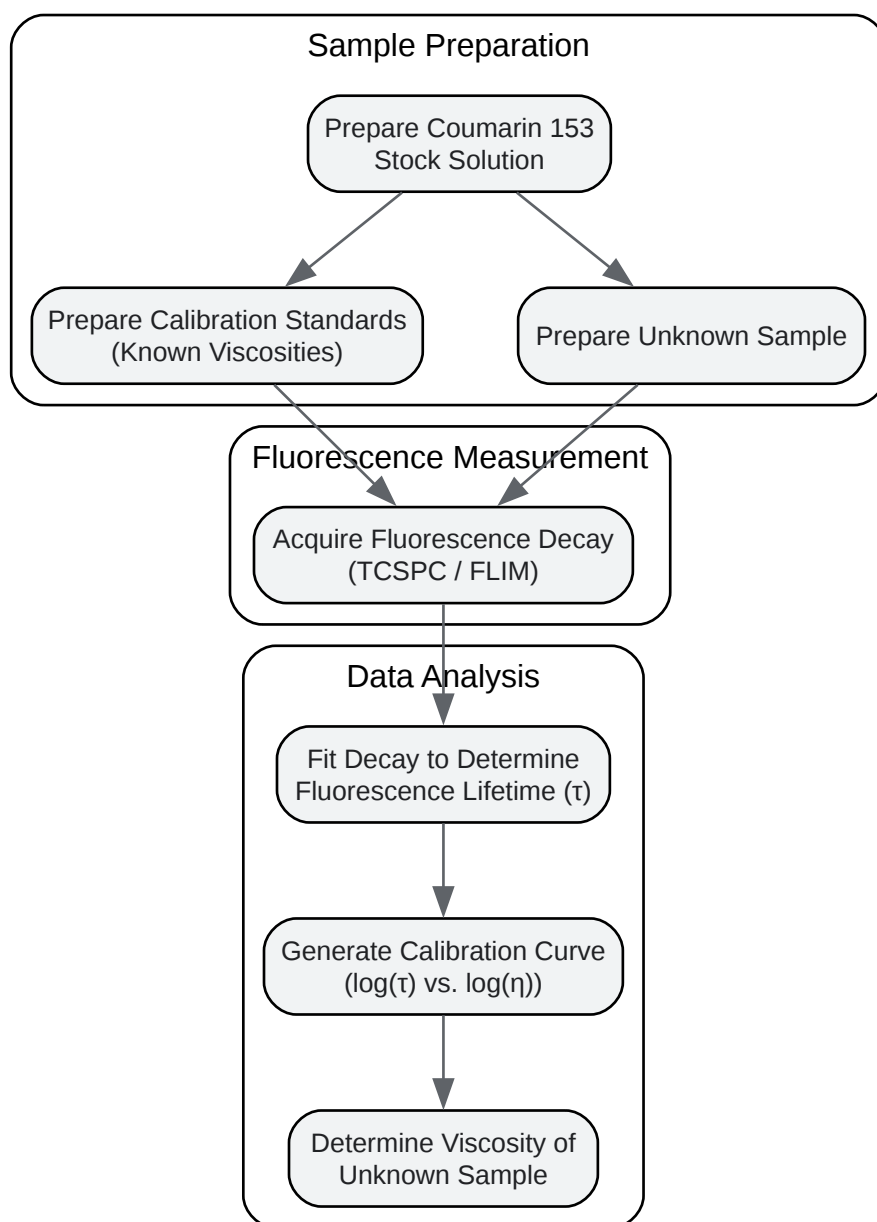 Sample Preparation
Prepare Coumarin 153
Stock Solution
Prepare Calibration Standards
(Known Viscosities)
Prepare Unknown Sample
Fluorescence Measurement
Acquire Fluorescence Decay
(TCSPC / FLIM)
Data Analysis
Fit Decay to Determine
Fluorescence Lifetime (τ)
Generate Calibration Curve
(log(τ) vs. log(η))
Determine Viscosity of
Unknown Sample